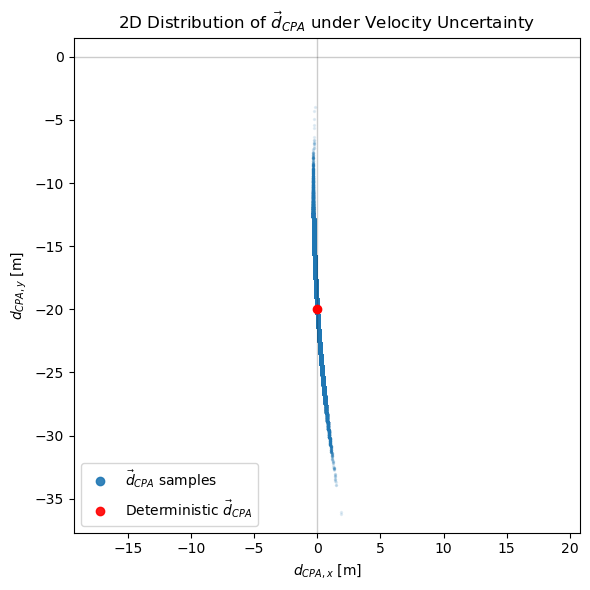 2D Distribution of $\vec{d}_{CPA}$ under Velocity Uncertainty
0
−5
−10
−15
−20
−25
−30
−35
$d_{CPA, y}$ [m]
$\vec{d}_{CPA}$ samples
Deterministic $\vec{d}_{CPA}$
−15 −10 −5 0 5 10 15 20
$d_{CPA, x}$ [m]